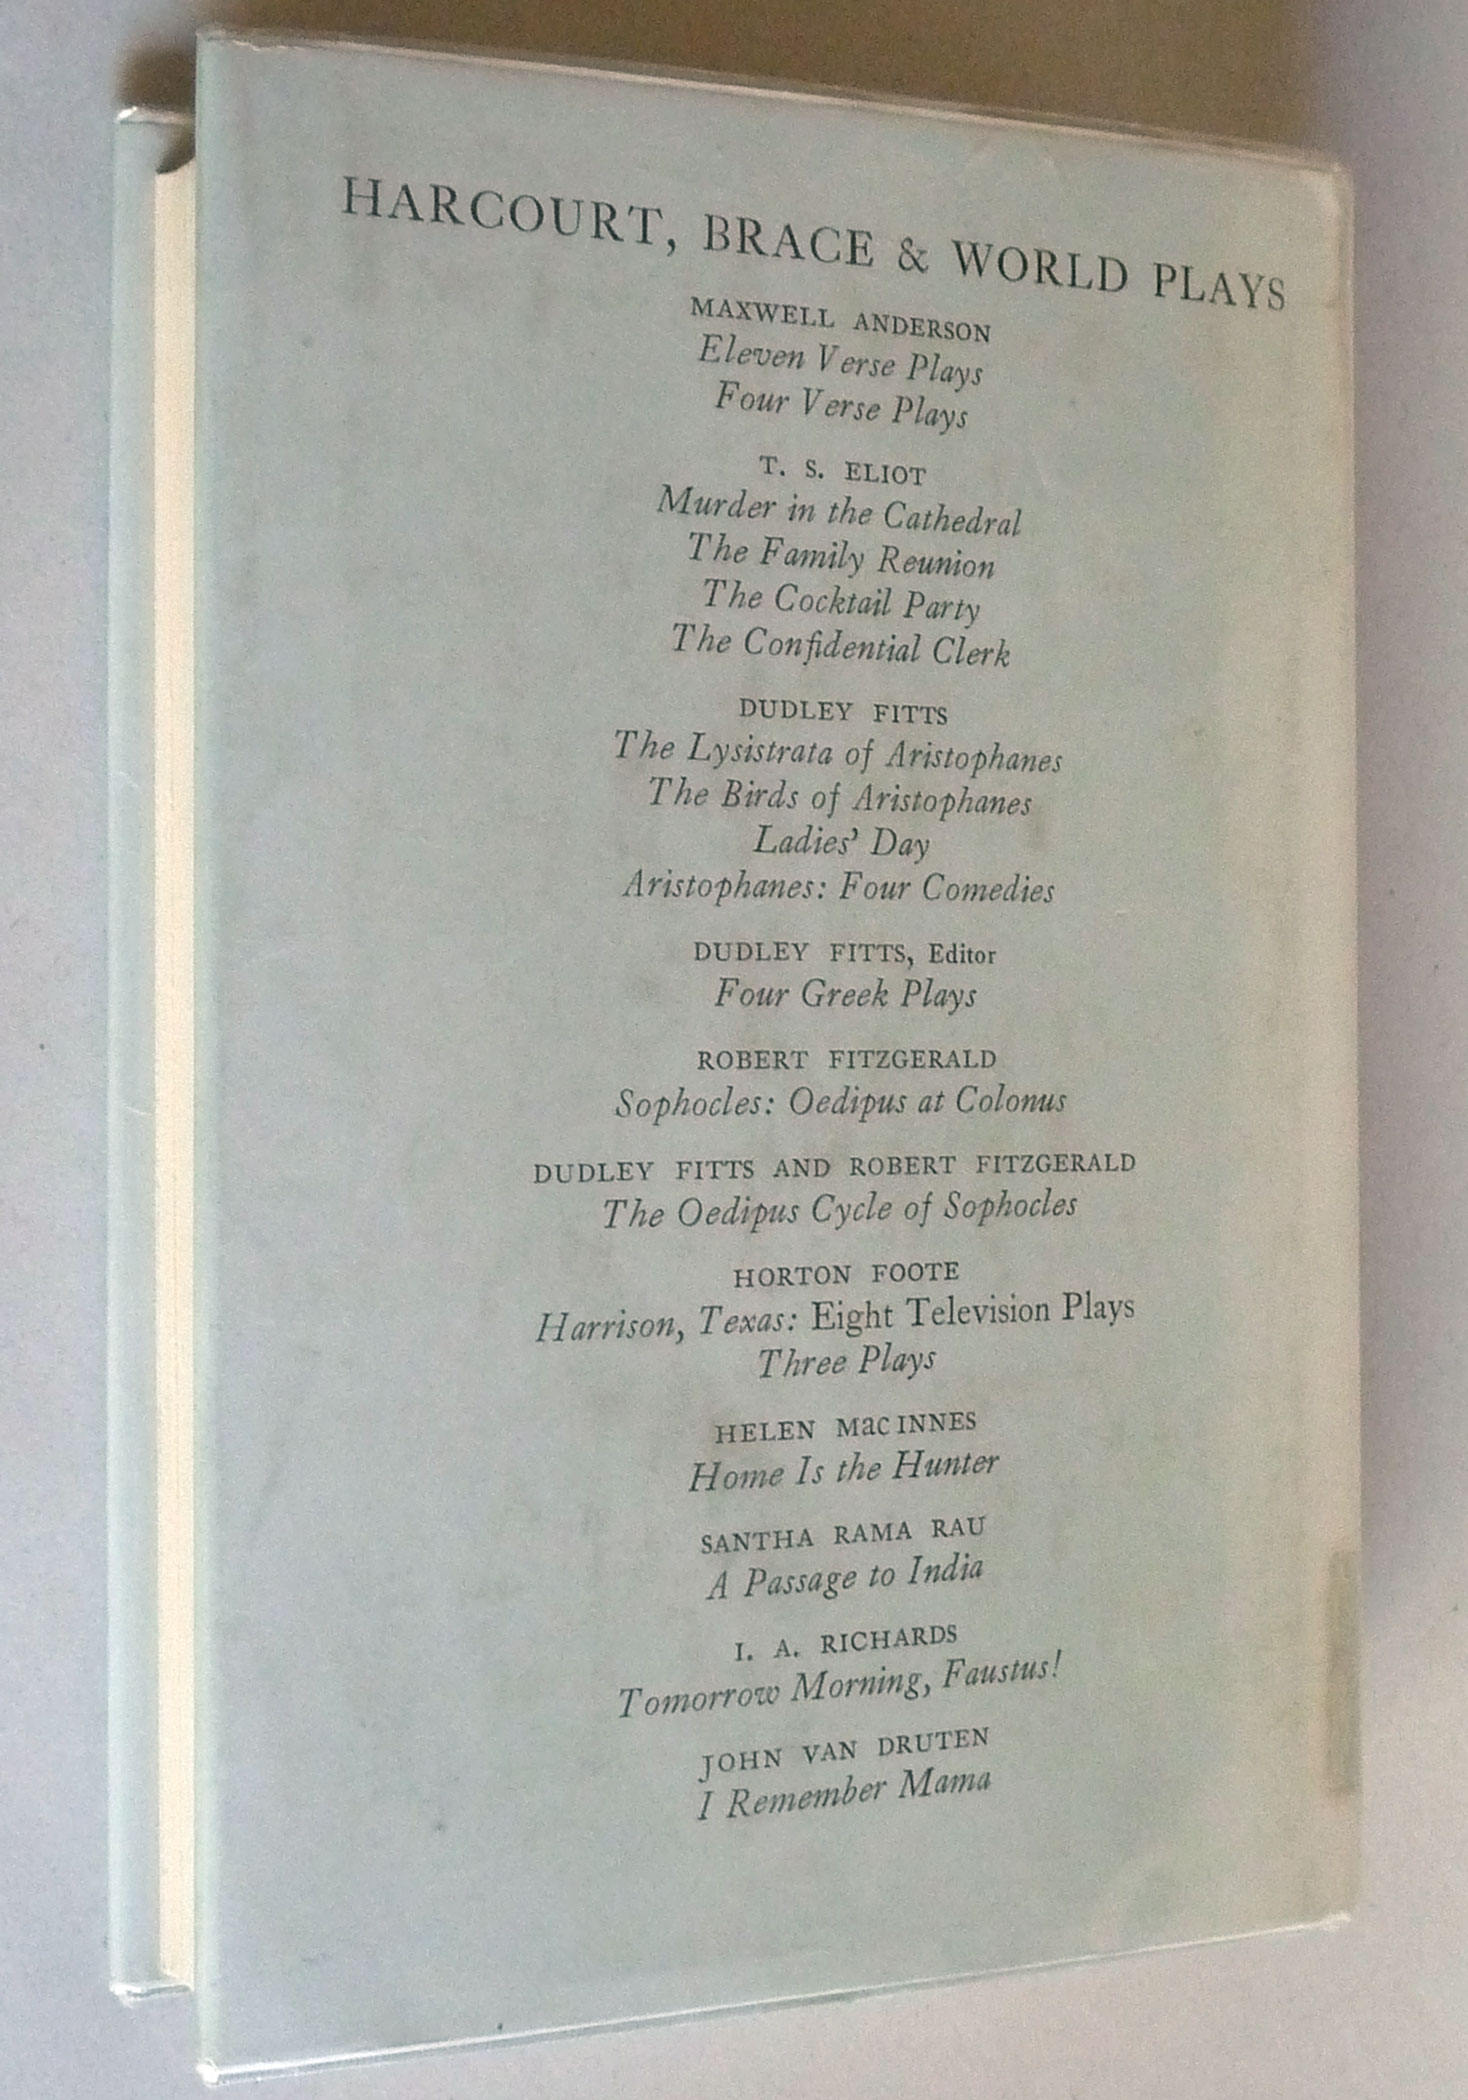 HARCOURT, BRACE & WORLD PLAYS
MAXWELL ANDERSON
Eleven Verse Plays
Four Verse Plays
T. S. ELIOT
Murder in the Cathedral
The Family Reunion
The Cocktail Party
The Confidential Clerk
DUDLEY FITTS
The Lysistrata of Aristophanes
The Birds of Aristophanes
Ladies' Day
Aristophanes: Four Comedies
DUDLEY FITTS, Editor
Four Greek Plays
ROBERT FITZGERALD
Sophocles: Oedipus at Colonus
DUDLEY FITTS AND ROBERT FITZGERALD
The Oedipus Cycle of Sophocles
HORTON FOOTE
Harrison, Texas: Eight Television Plays
Three Plays
HELEN MacINNES
Home Is the Hunter
SANTHA RAMA RAU
A Passage to India
I. A. RICHARDS
Tomorrow Morning, Faustus!
JOHN VAN DRUTEN
I Remember Mama